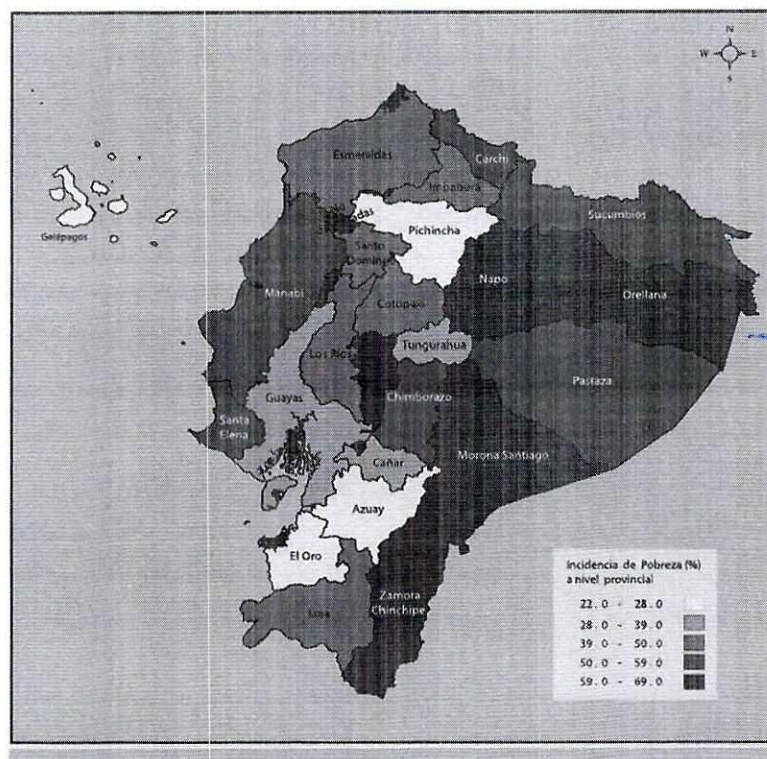 N
W E
S
Esmeraldas
Carchi
Imbabura
Sucumbíos
Galápagos
Pichincha
Santo
Domingo
Manabí
Napo
Orellana
Cotopaxi
Tungurahua
Los Ríos
Pastaza
Guayas
Chimborazo
Santa
Elena
Morona Santiago
Cañar
Azuay
El Oro
Zamora
Chinchipe
Loja
Incidencia de Pobreza (%)
a nivel provincial
22.0 - 28.0
28.0 - 39.0
39.0 - 50.0
50.0 - 59.0
59.0 - 69.0